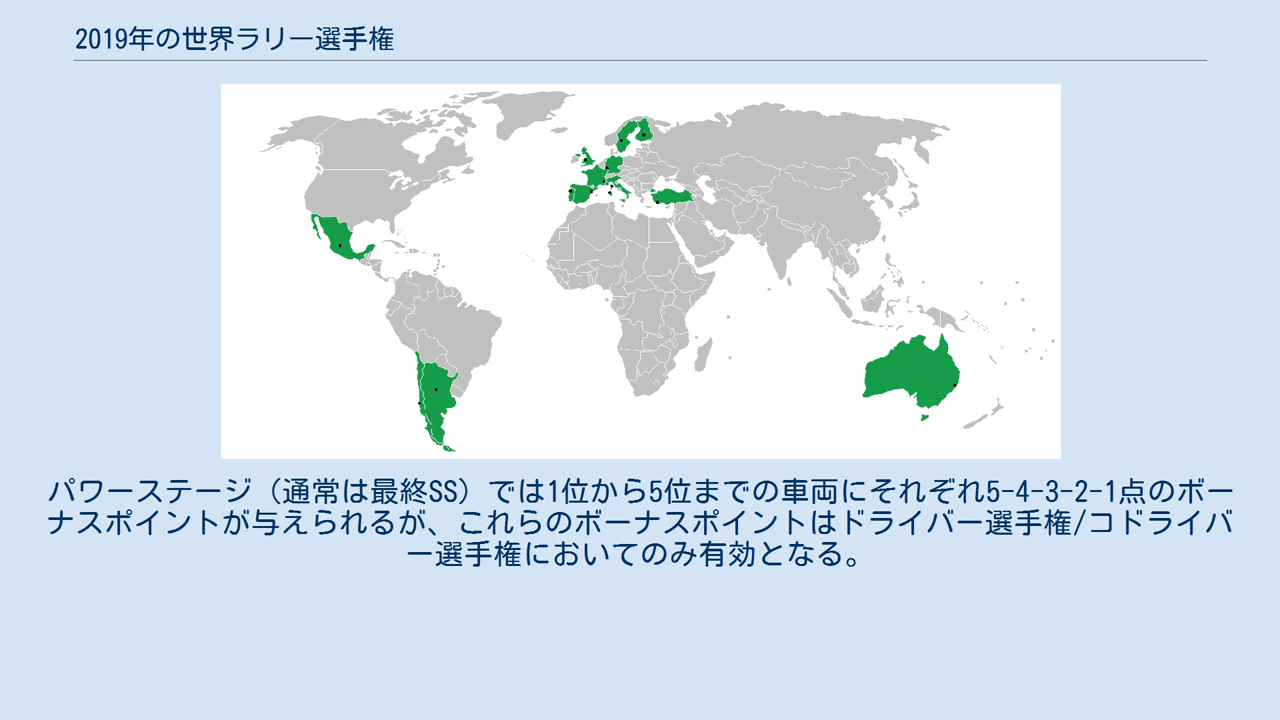 2019年の世界ラリー選手権
パワーステージ（通常は最終SS）では1位から5位までの車両にそれぞれ5-4-3-2-1点のボー
ナスポイントが与えられるが、これらのボーナスポイントはドライバー選手権/コドライバ
ー選手権においてのみ有効となる。